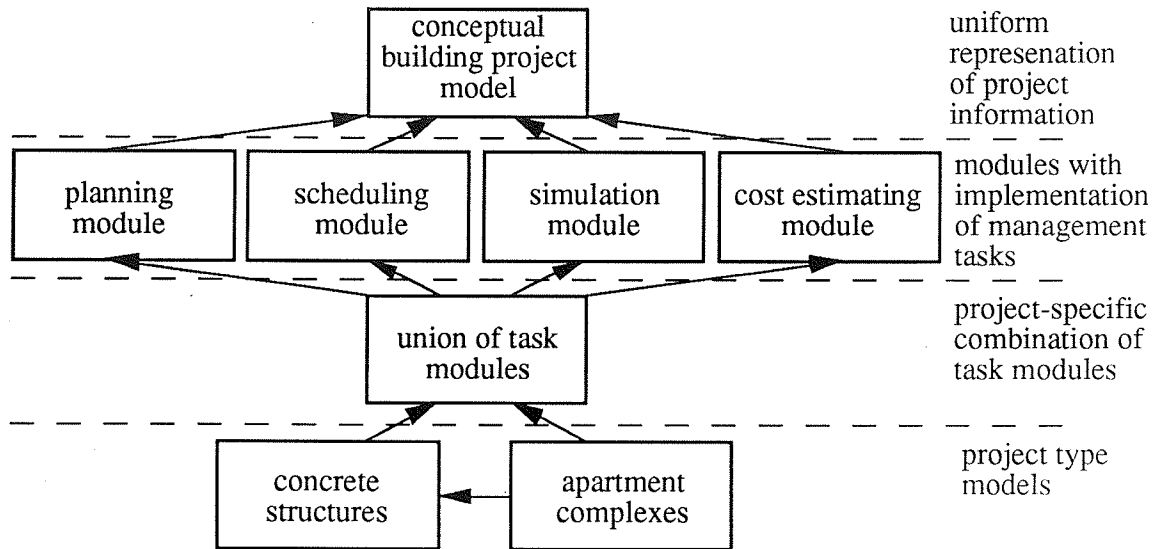 conceptual
building project
model
uniform
represenation
of project
information
planning
module
scheduling
module
simulation
module
cost estimating
module
modules with
implementation
of management
tasks
union of task
modules
project-specific
combination of
task modules
concrete
structures
apartment
complexes
project type
models